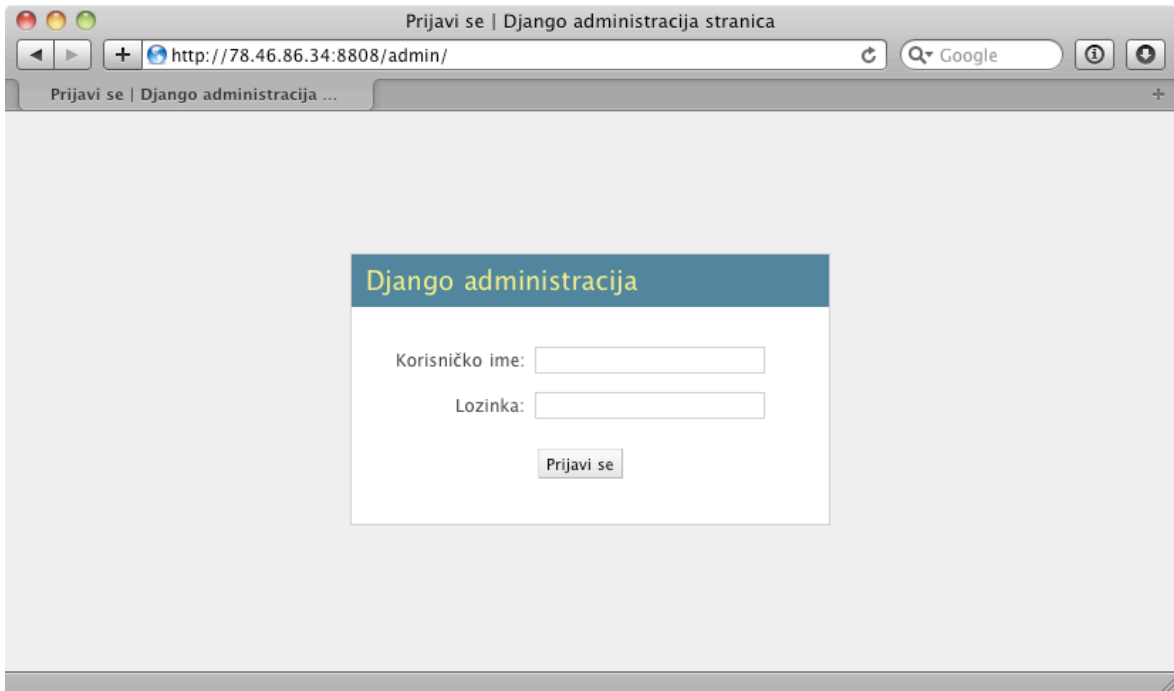 Prijavi se | Django administracija stranica
http://78.46.86.34:8808/admin/
Google
Prijavi se | Django administracija ...
Django administracija
Korisničko ime:
Lozinka:
Prijavi se